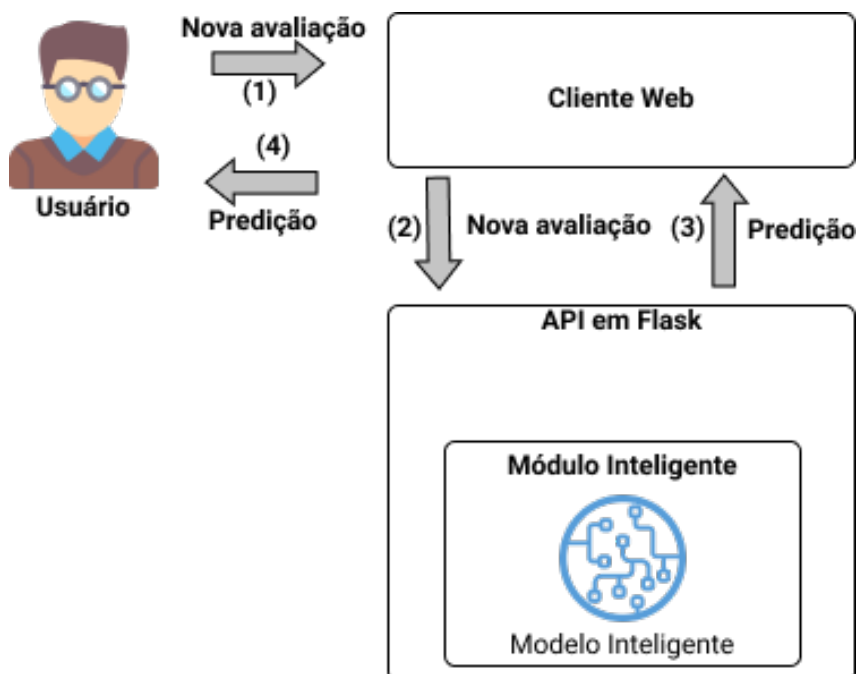 Nova avaliação
(1)
Cliente Web
(4)
Usuário
Predição
(2)
Nova avaliação
(3)
Predição
API em Flask
Módulo Inteligente
Modelo Inteligente